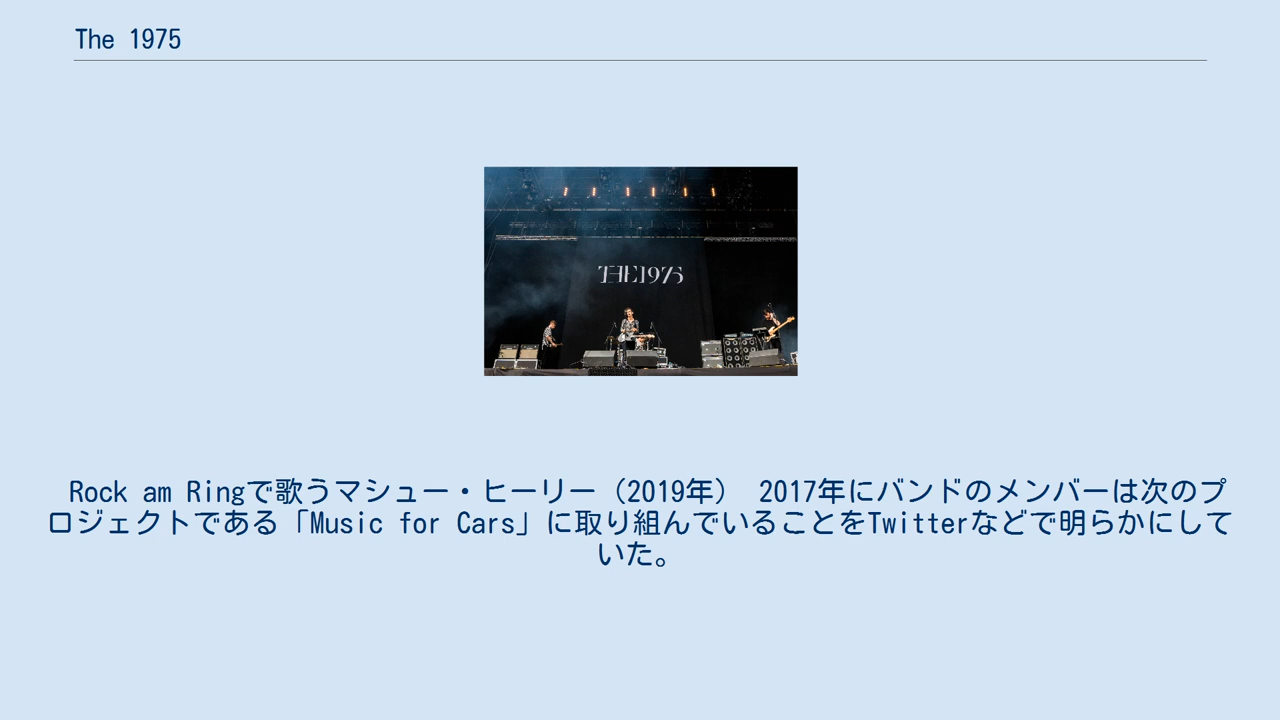 The 1975
THE1975
Rock am Ringで歌うマシュー・ヒーリー（2019年） 2017年にバンドのメンバーは次のプ
ロジェクトである「Music for Cars」に取り組んでいることをTwitterなどで明らかにして
いた。